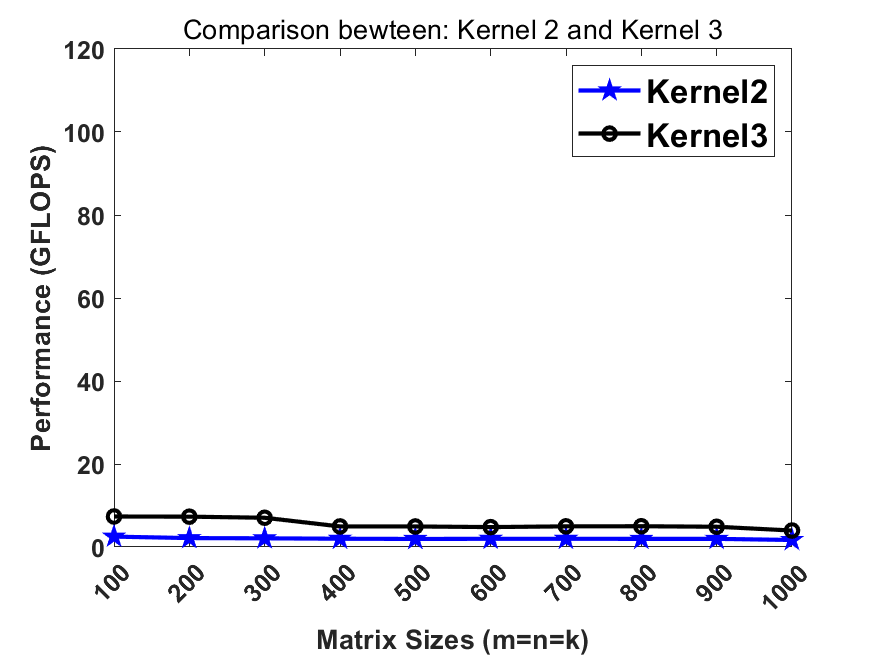 Comparison bewteen: Kernel 2 and Kernel 3
Kernel2
Kernel3
Performance (GFLOPS)
120
100
80
60
40
20
0
100 200 300 400 500 600 700 800 900 1000
Matrix Sizes (m=n=k)